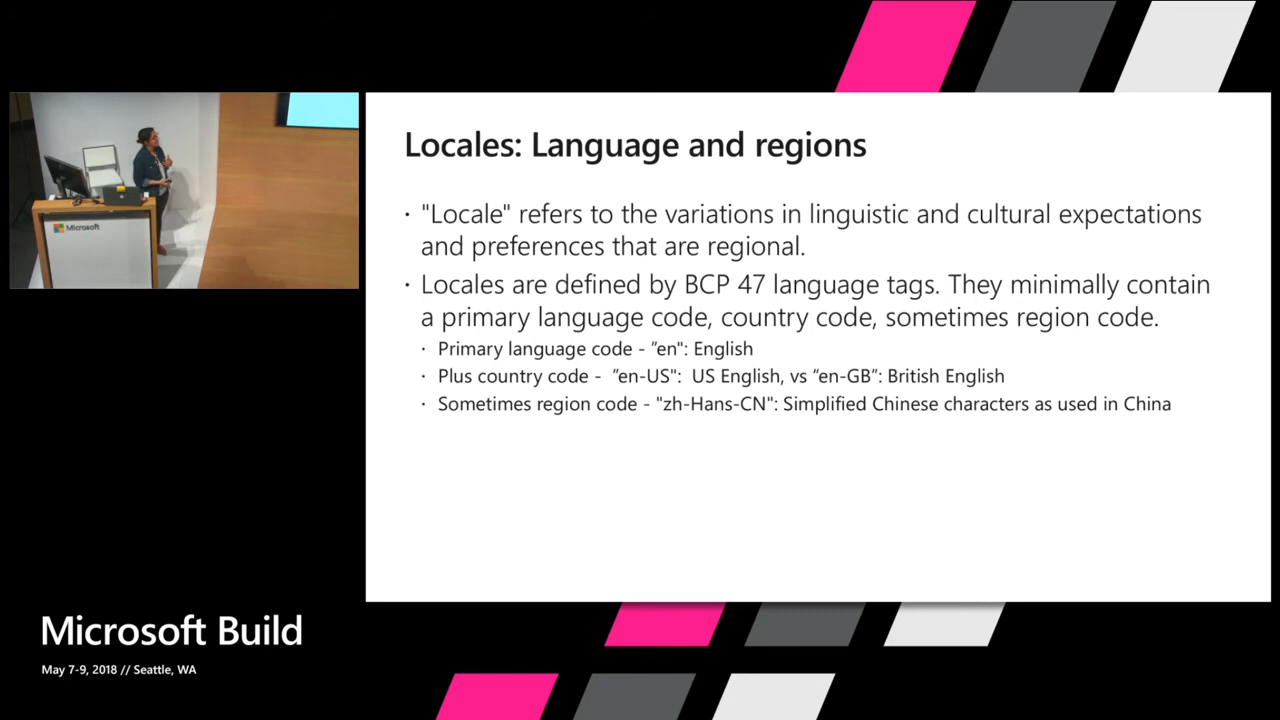 Microsoft
Locales: Language and regions
· "Locale" refers to the variations in linguistic and cultural expectations
and preferences that are regional.
· Locales are defined by BCP 47 language tags. They minimally contain
a primary language code, country code, sometimes region code.
· Primary language code - ”en": English
· Plus country code -  ”en-US":  US English, vs “en-GB”: British English
· Sometimes region code - "zh-Hans-CN": Simplified Chinese characters as used in China
Microsoft Build
May 7-9, 2018 // Seattle, WA